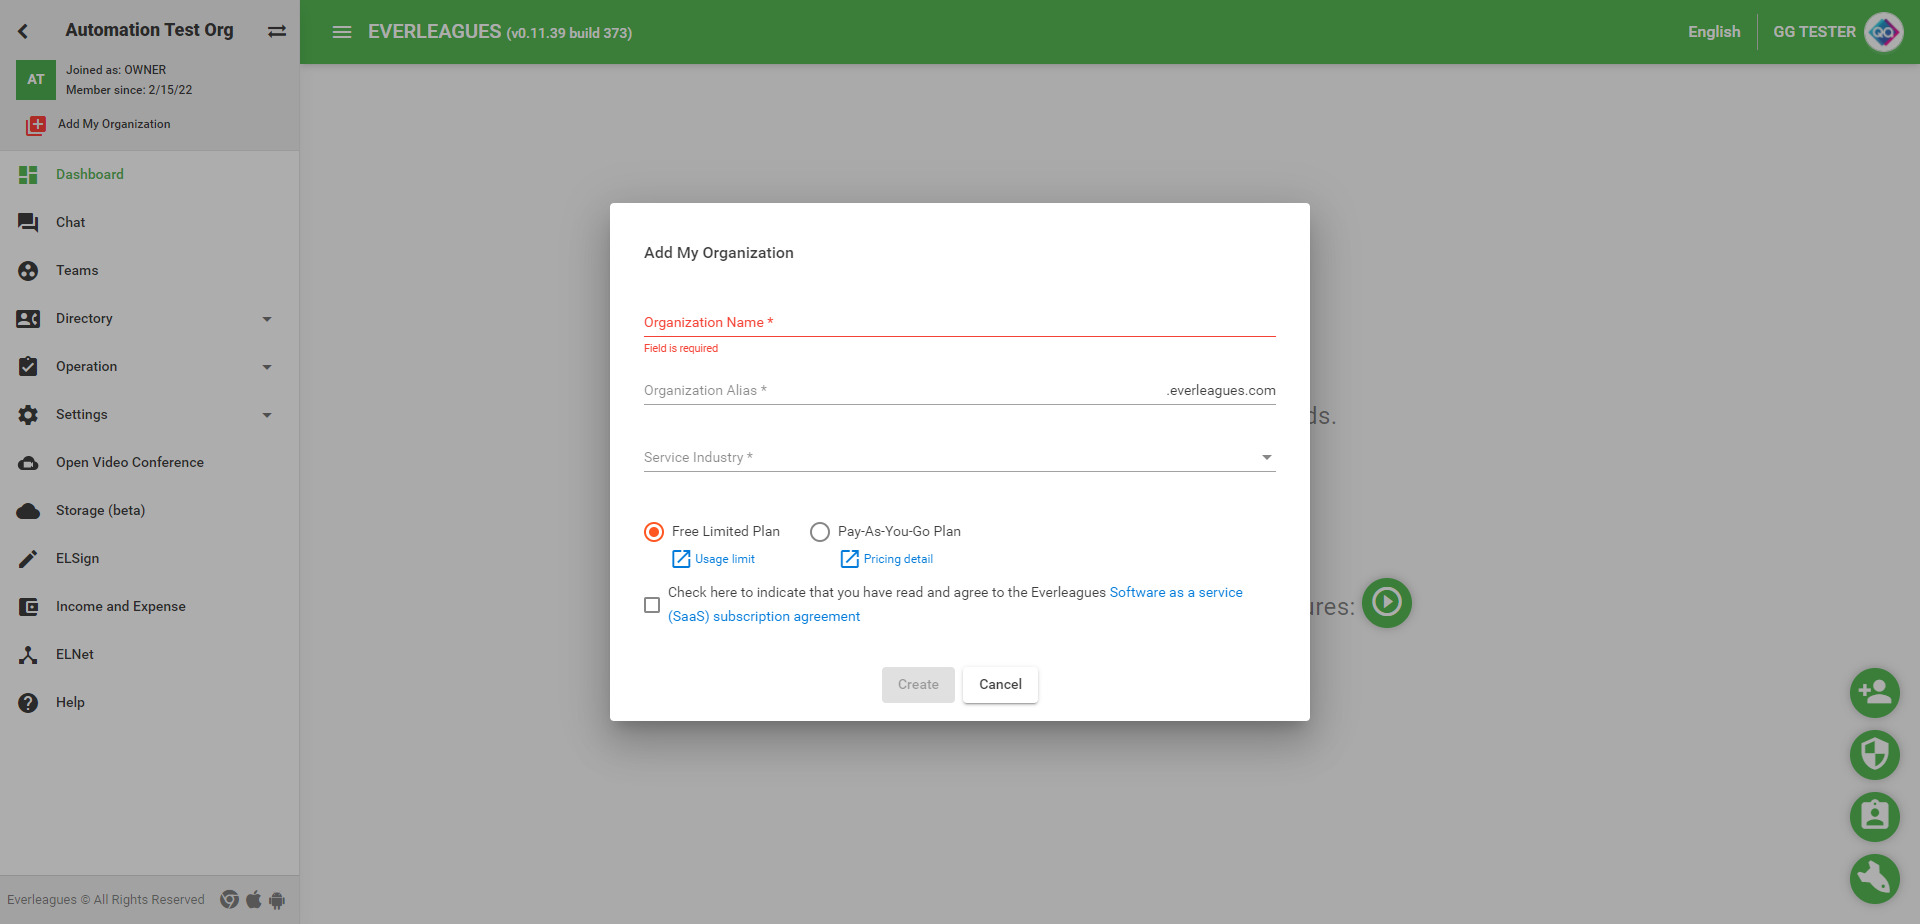 Automation Test Org
AT
Joined as: OWNER
Member since: 2/15/22
Add My Organization
Dashboard
Chat
Teams
Directory
Operation
Settings
Open Video Conference
Storage (beta)
ELSign
Income and Expense
ELNet
Help
Everleagues © All Rights Reserved
EVERLEAGUES (v0.11.39 build 373)
English
GG TESTER
QA
Add My Organization
Organization Name *
Field is required
Organization Alias *
.everleagues.com
Service Industry *
Free Limited Plan
Pay-As-You-Go Plan
Usage limit
Pricing detail
Check here to indicate that you have read and agree to the Everleagues Software as a service
(SaaS) subscription agreement
Create
Cancel